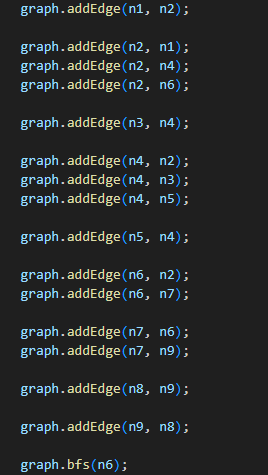 graph.addEdge(n1, n2);
graph.addEdge(n2, n1);
graph.addEdge(n2, n4);
graph.addEdge(n2, n6);
graph.addEdge(n3, n4);
graph.addEdge(n4, n2);
graph.addEdge(n4, n3);
graph.addEdge(n4, n5);
graph.addEdge(n5, n4);
graph.addEdge(n6, n2);
graph.addEdge(n6, n7);
graph.addEdge(n7, n6);
graph.addEdge(n7, n9);
graph.addEdge(n8, n9);
graph.addEdge(n9, n8);
graph.bfs(n6);